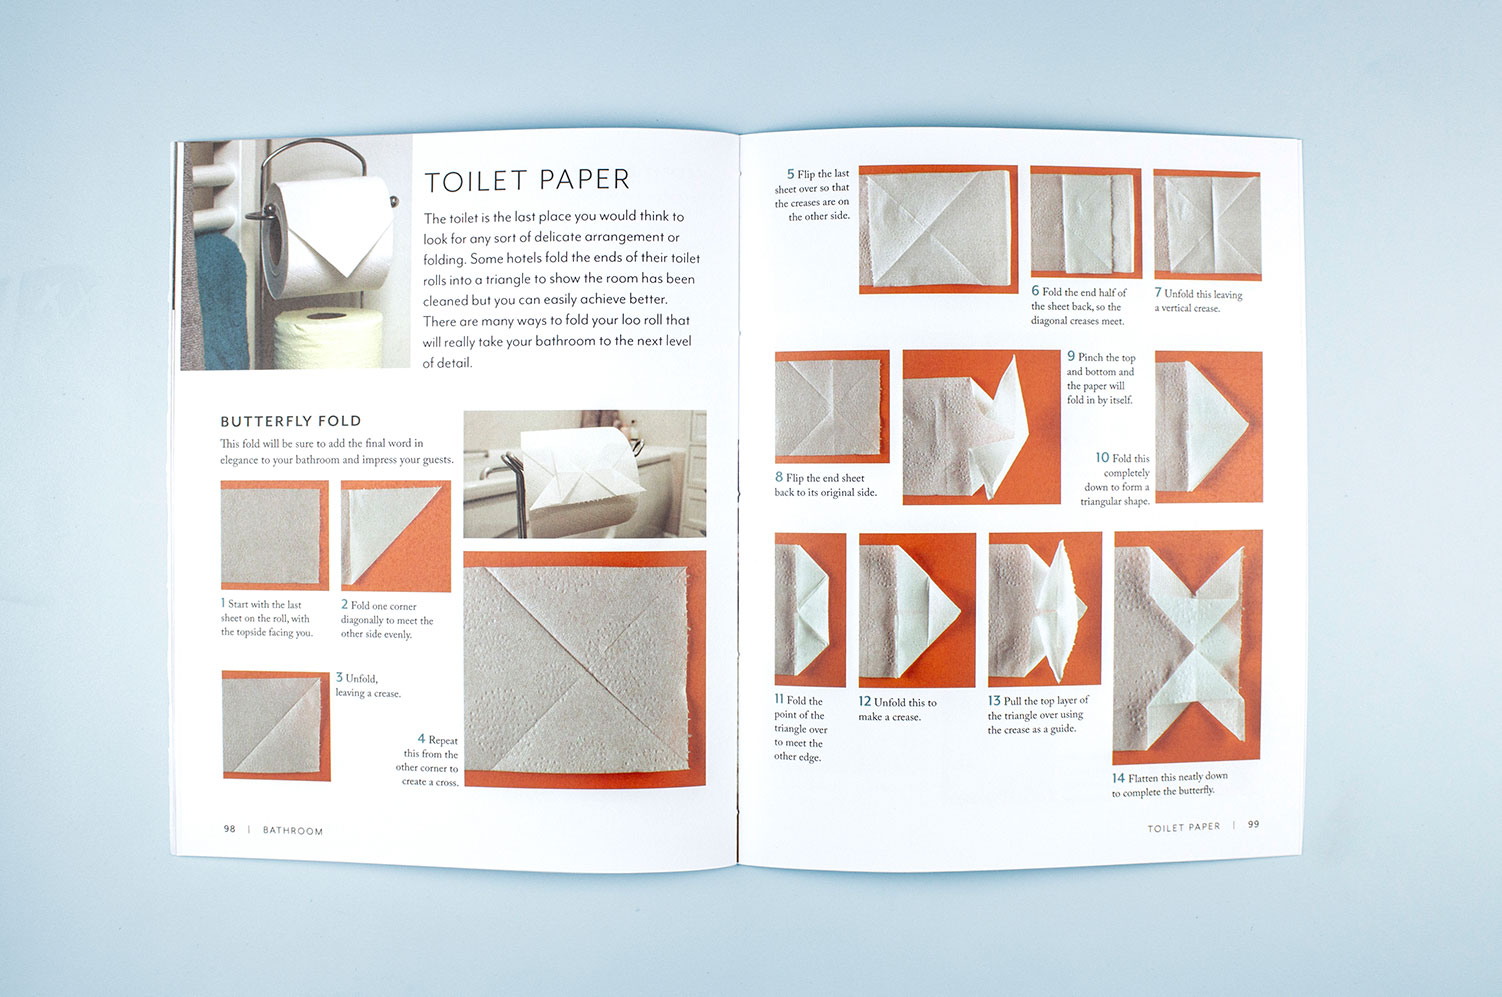 TOILET PAPER
The toilet is the last place you would think to
look for any sort of delicate arrangement or
folding. Some hotels fold the ends of their toilet
rolls into a triangle to show the room has been
cleaned but you can easily achieve better.
There are many ways to fold your loo roll that
will really take your bathroom to the next level
of detail.
BUTTERFLY FOLD
This fold will be sure to add the final word in
elegance to your bathroom and impress your guests.
1 Start with the last
sheet on the roll, with
the topside facing you.
2 Fold one corner
diagonally to meet the
other side evenly.
3 Unfold,
leaving a crease.
4 Repeat
this from the
other corner to
create a cross.
98 | BATHROOM
5 Flip the last
sheet over so that
the creases are on
the other side.
6 Fold the end half of
the sheet back, so the
diagonal creases meet.
7 Unfold this leaving
a vertical crease.
8 Flip the end sheet
back to its original side.
9 Pinch the top
and bottom and
the paper will
fold in by itself.
10 Fold this
completely
down to form a
triangular shape.
11 Fold the
point of the
triangle over
to meet the
other edge.
12 Unfold this to
make a crease.
13 Pull the top layer of
the triangle over using
the crease as a guide.
14 Flatten this neatly down
to complete the butterfly.
TOILET PAPER | 99